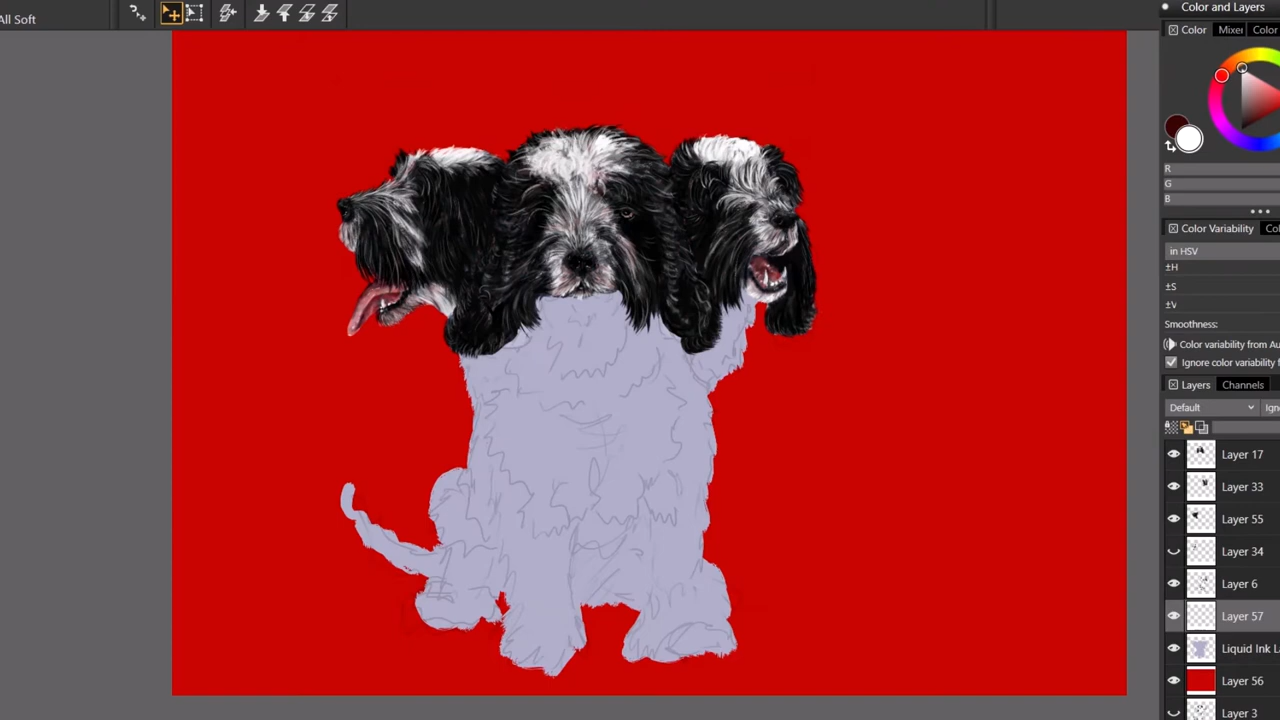 All Soft
Color and Layers
Color
Mixer
Color
R
G
B
Color Variability
in HSV
±H
±S
±V
Smoothness:
Color variability from
Ignore color variability
Layers
Channels
Default
Layer 17
Layer 33
Layer 55
Layer 34
Layer 6
Layer 57
Liquid Ink
Layer 56
Layer 3